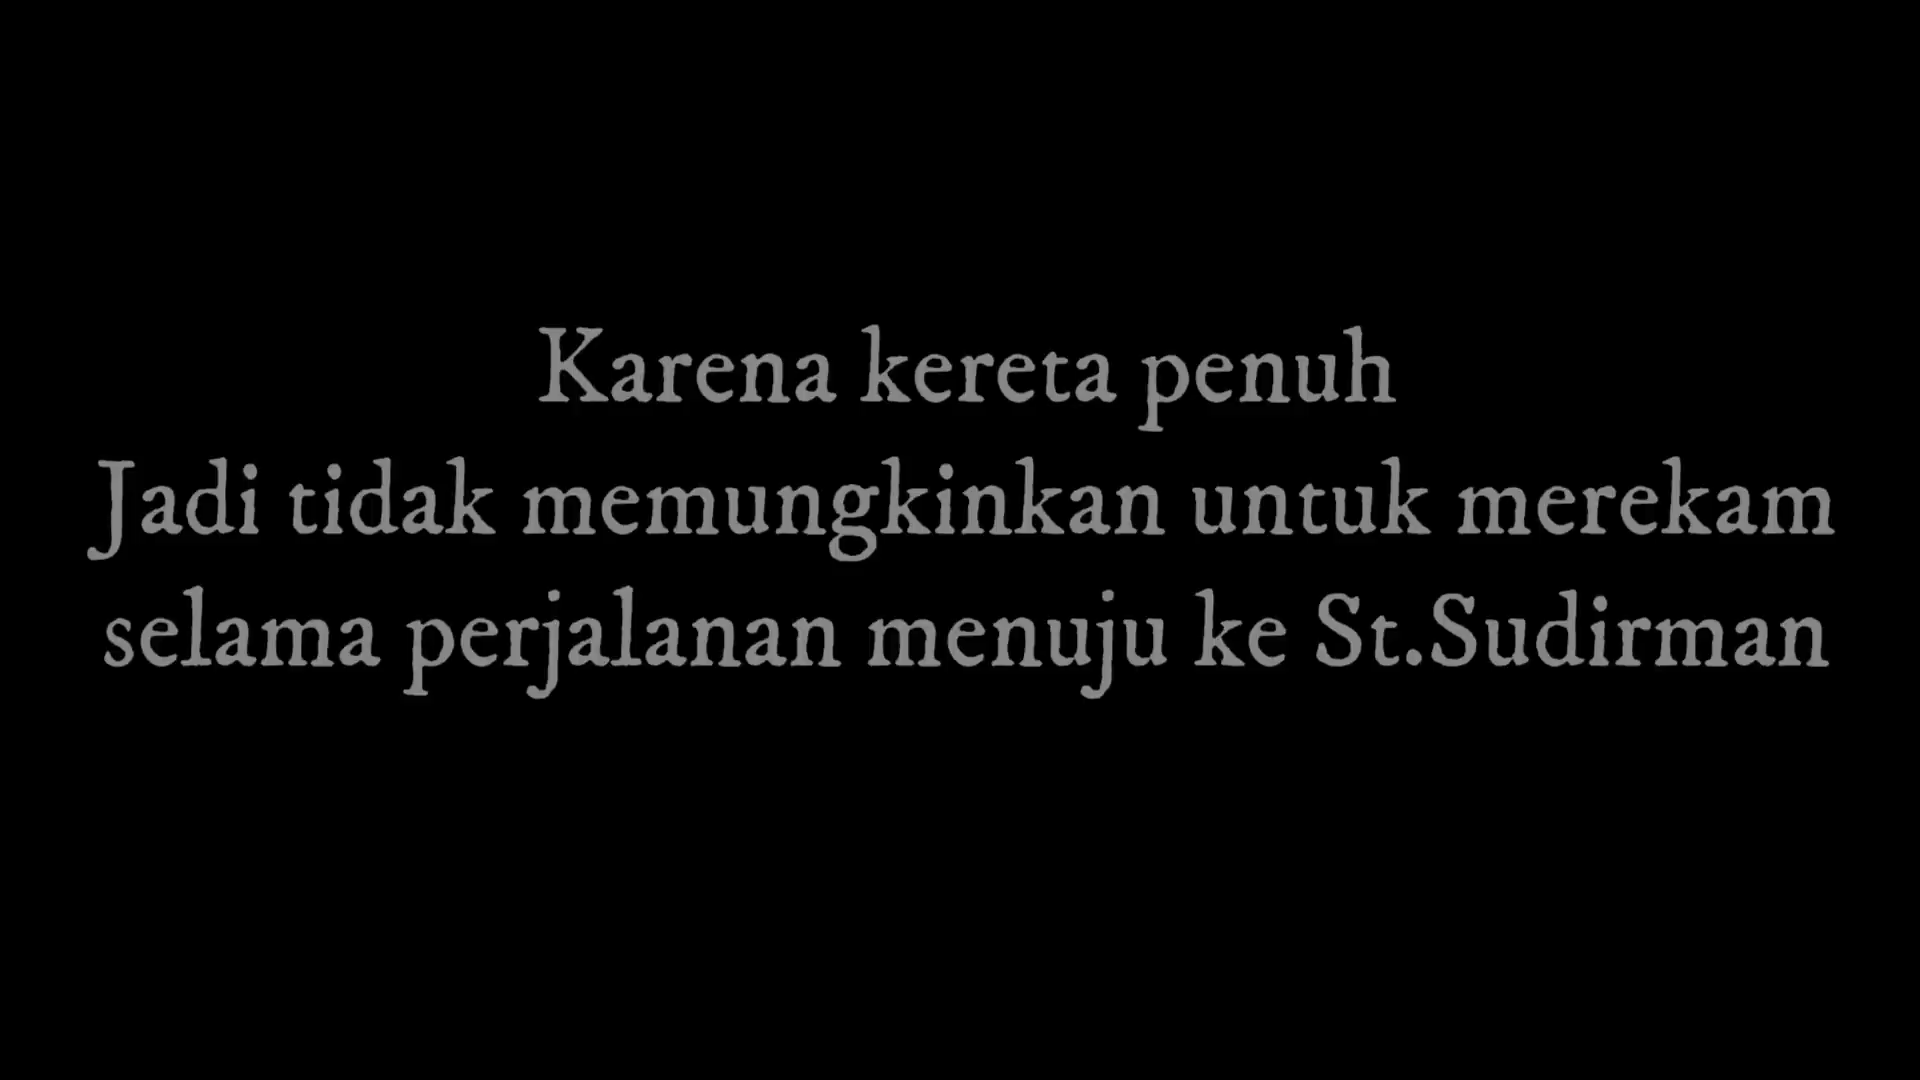 Karena kereta penuh
Jadi tidak memungkinkan untuk merekam
selama perjalanan menuju ke St.Sudirman